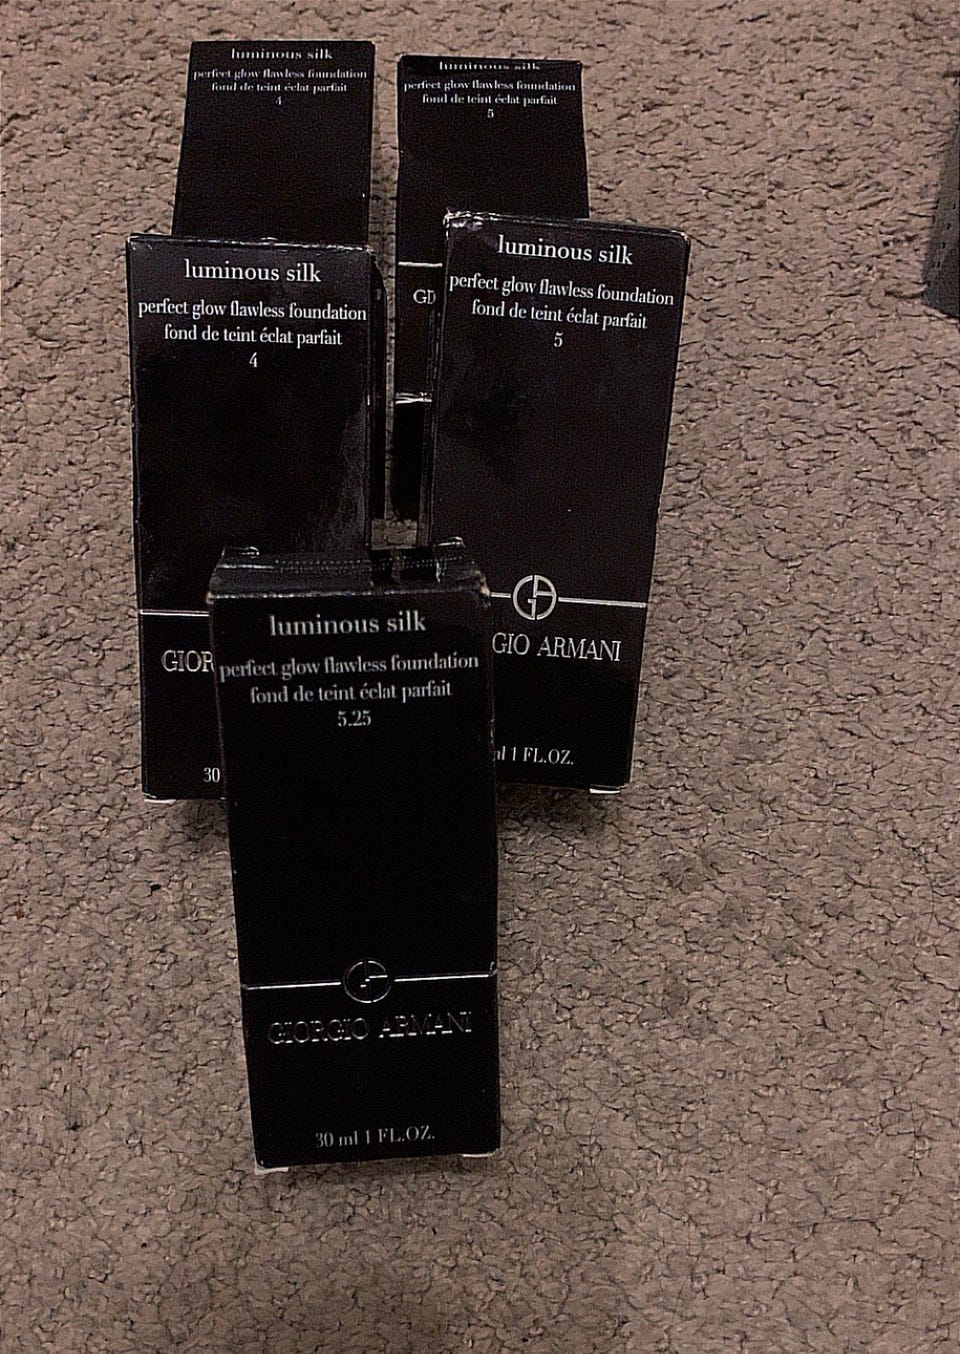 luminous silk
perfect glow flawless foundation
fond de teint éclat parfait
4
luminous silk
perfect glow flawless foundation
fond de teint éclat parfait
5
GI
luminous silk
perfect glow flawless foundation
fond de teint éclat parfait
4
GIOR
30
luminous silk
perfect glow flawless foundation
fond de teint éclat parfait
5
GIO ARMANI
ml 1 FL.OZ.
luminous silk
perfect glow flawless foundation
fond de teint éclat parfait
5.25
GIORGIO ARMANI
30 ml 1 FL.OZ.